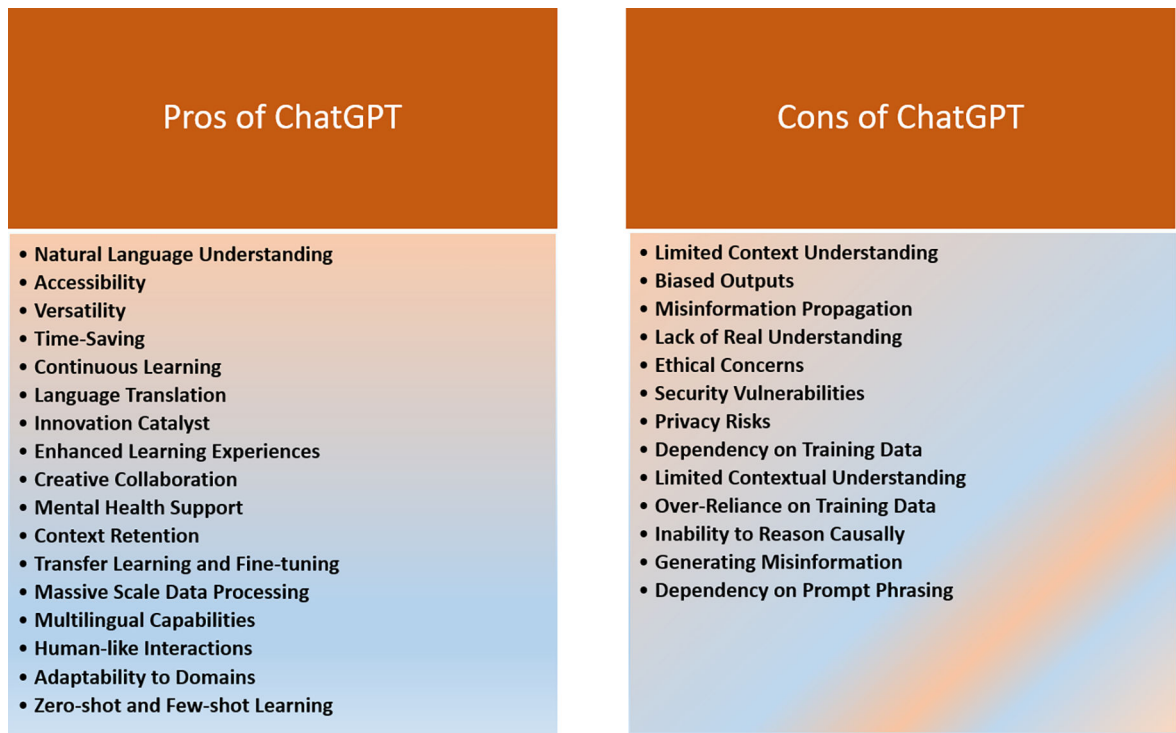 Pros of ChatGPT
• Natural Language Understanding
• Accessibility
• Versatility
• Time-Saving
• Continuous Learning
• Language Translation
• Innovation Catalyst
• Enhanced Learning Experiences
• Creative Collaboration
• Mental Health Support
• Context Retention
• Transfer Learning and Fine-tuning
• Massive Scale Data Processing
• Multilingual Capabilities
• Human-like Interactions
• Adaptability to Domains
• Zero-shot and Few-shot Learning
Cons of ChatGPT
• Limited Context Understanding
• Biased Outputs
• Misinformation Propagation
• Lack of Real Understanding
• Ethical Concerns
• Security Vulnerabilities
• Privacy Risks
• Dependency on Training Data
• Limited Contextual Understanding
• Over-Reliance on Training Data
• Inability to Reason Causally
• Generating Misinformation
• Dependency on Prompt Phrasing